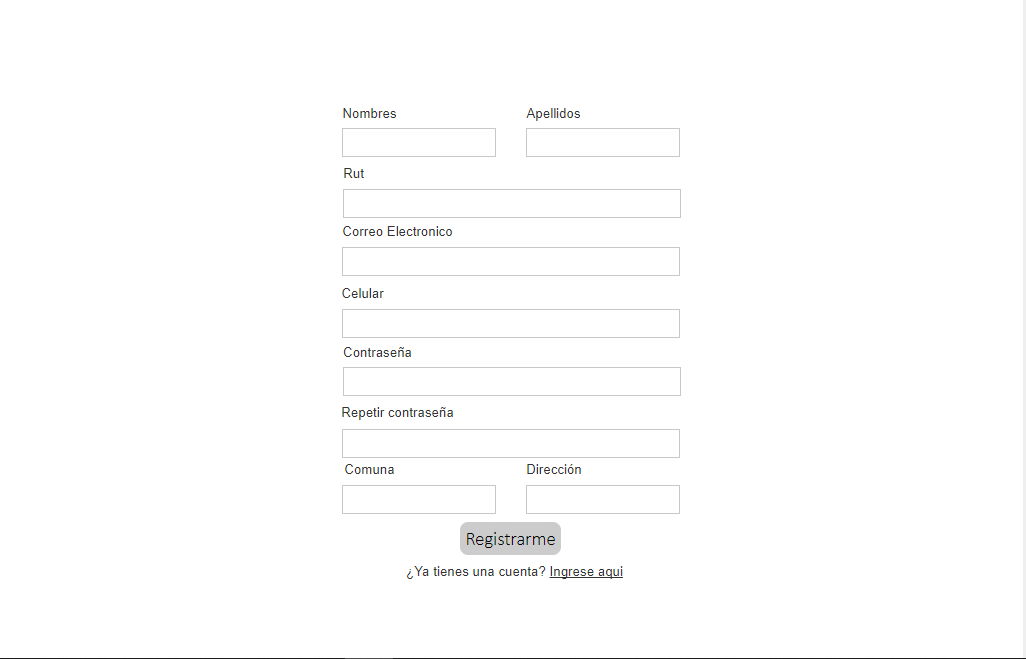 Nombres Apellidos
Rut
Correo Electronico
Celular
Contraseña
Repetir contraseña
Comuna Dirección
Registrarme
¿Ya tienes una cuenta? Ingrese aqui